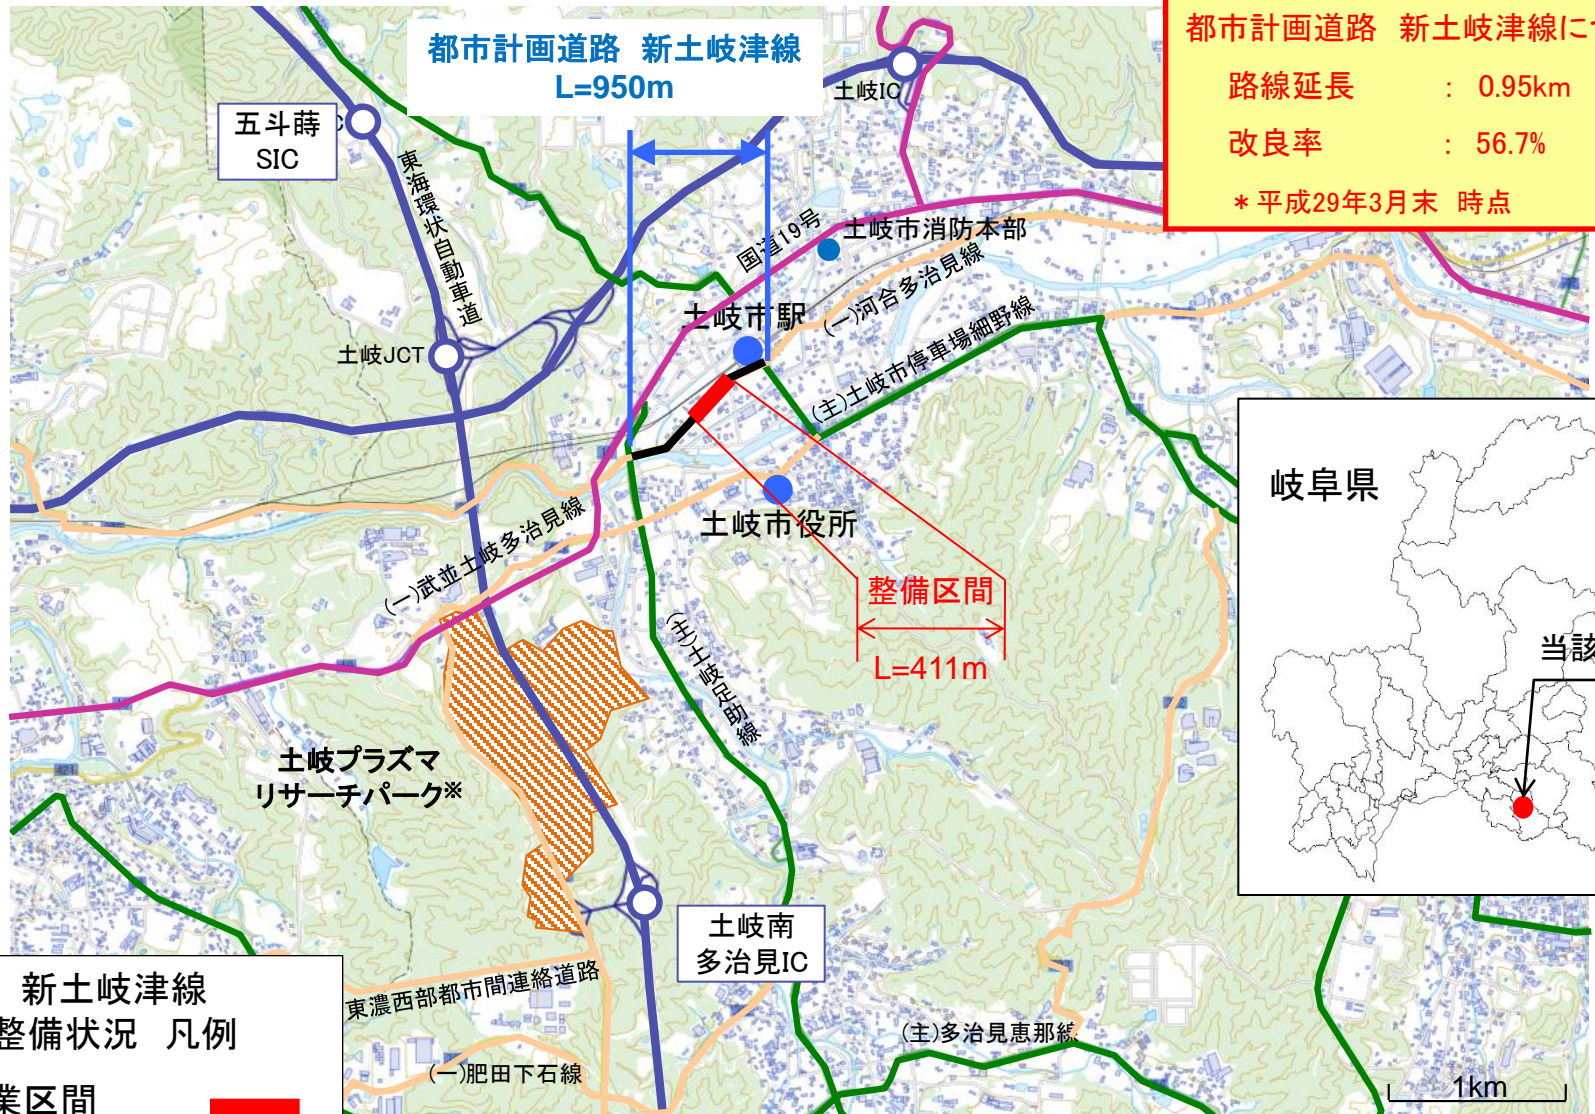 都市計画道路 新土岐津線
L=950m
都市計画道路 新土岐津線に
路線延長 : 0.95km
改良率 : 56.7%
*平成29年3月末 時点
五斗蒔
SIC
土岐IC
東海環状自動車道
国道19号
土岐市消防本部
土岐市駅
(一)河合多治見線
土岐JCT
(主)土岐市停車場細野線
岐阜県
土岐市役所
(一)武並土岐多治見線
整備区間
L=411m
当該
(主)土岐足助線
土岐プラズマ
リサーチパーク※
421
土岐南
多治見IC
東濃西部都市間連絡道路
新土岐津線
整備状況 凡例
業区間
(一)肥田下石線
(主)多治見恵那線
1km